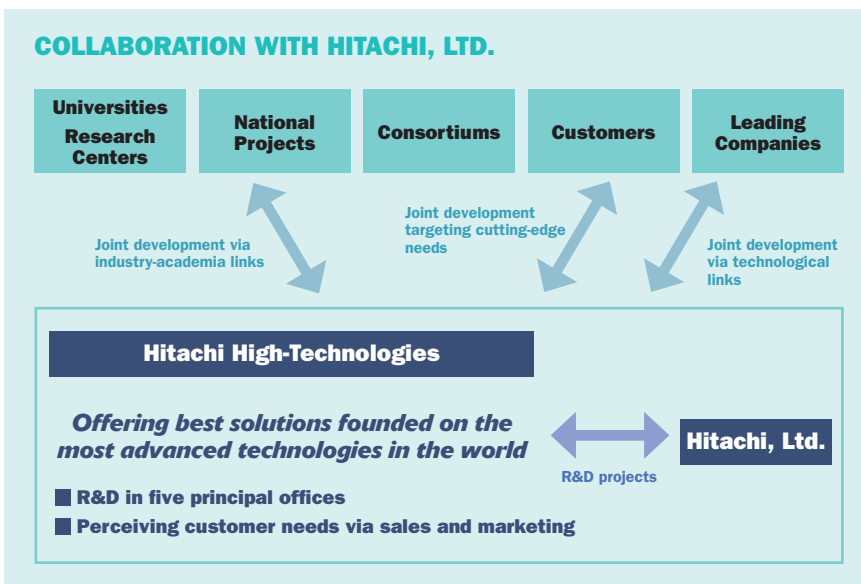 COLLABORATION WITH HITACHI, LTD.
Universities
Research
Centers
National
Projects
Consortiums
Customers
Leading
Companies
Joint development via
industry-academia links
Joint development
targeting cutting-edge
needs
Joint development
via technological
links
Hitachi High-Technologies
Offering best solutions founded on the
most advanced technologies in the world
R&D projects
Hitachi, Ltd.
R&D in five principal offices
Perceiving customer needs via sales and marketing